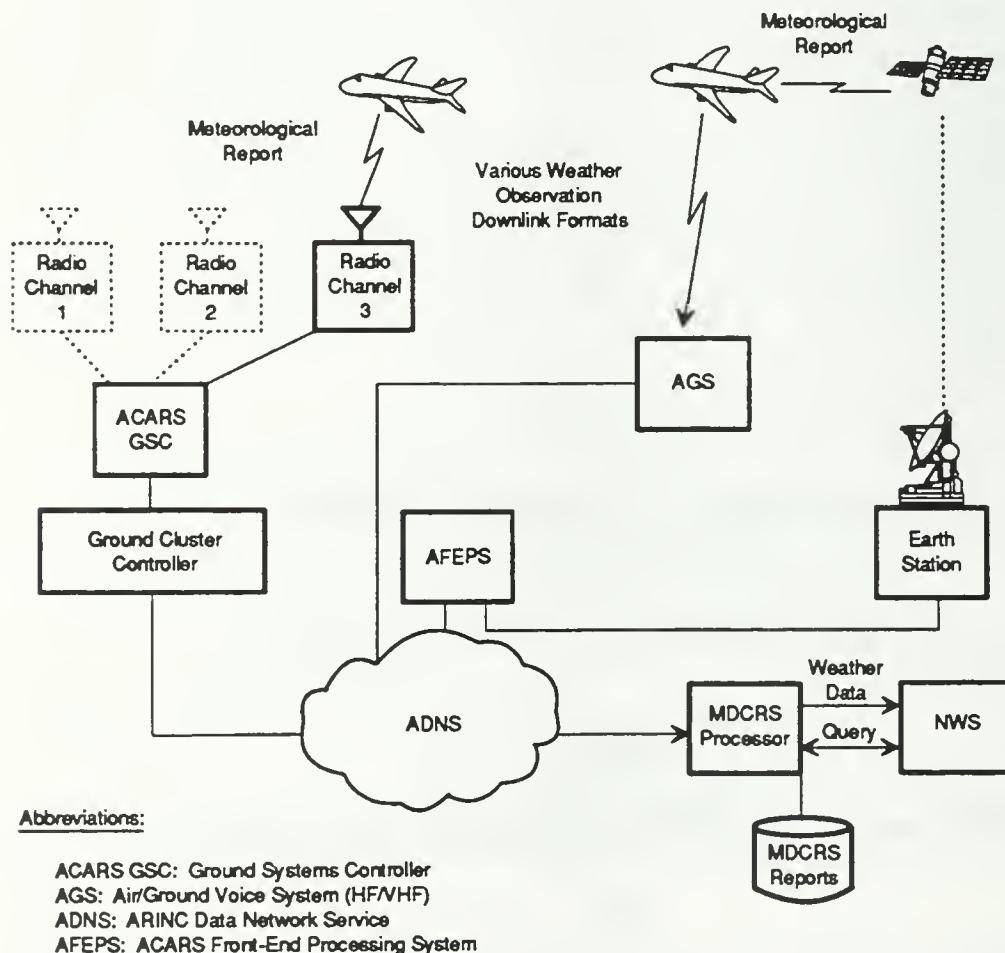 Meteorological
Report
Meteorological
Report
Various Weather
Observation
Downlink Formats
Radio
Channel
1
Radio
Channel
2
Radio
Channel
3
ACARS
GSC
AGS
Ground Cluster
Controller
AFEPS
Earth
Station
ADNS
MDCRS
Processor
Weather
Data
Query
NWS
MDCRS
Reports
Abbreviations:
ACARS GSC: Ground Systems Controller
AGS: Air/Ground Voice System (HF/VHF)
ADNS: ARINC Data Network Service
AFEPS: ACARS Front-End Processing System